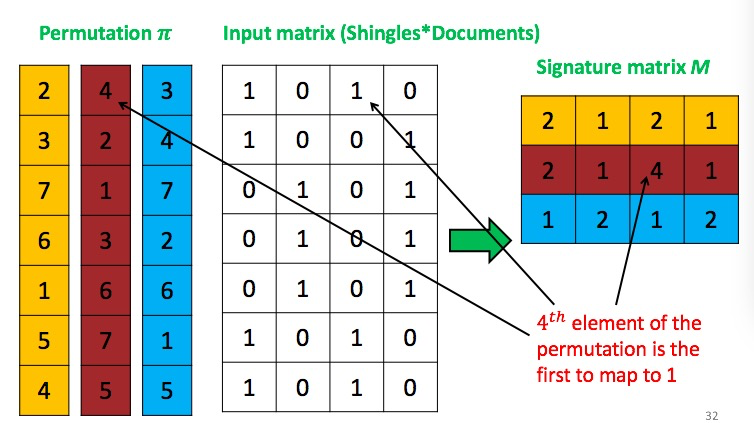 Permutation π
Input matrix (Shingles*Documents)
Signature matrix M
2 4 3
3 2 4
7 1 7
6 3 2
1 6 6
5 7 1
4 5 5
1 0 1 0
1 0 0 1
0 1 0 1
0 1 0 1
0 1 0 1
1 0 1 0
1 0 1 0
2 1 2 1
2 1 4 1
1 2 1 2
4th element of the
permutation is the
first to map to 1
32